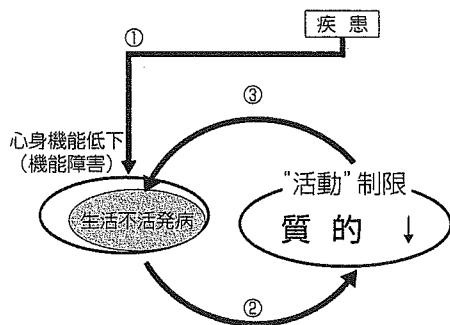 疾患
①
③
心身機能低下
（機能障害）
"活動"制限
生活不活発病
質的 ↓
②